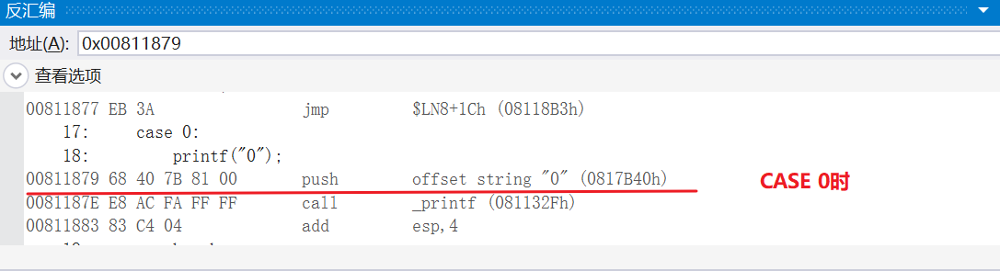 反汇编
地址(A): 0x00811879
查看选项
00811877 EB 3A jmp $LN8+1Ch (08118B3h)
17: case 0:
18: printf("0");
00811879 68 40 7B 81 00 push offset string "0" (0817B40h)
CASE 0时
0081187E E8 AC FA FF FF call _printf (081132Fh)
00811883 83 C4 04 add esp,4